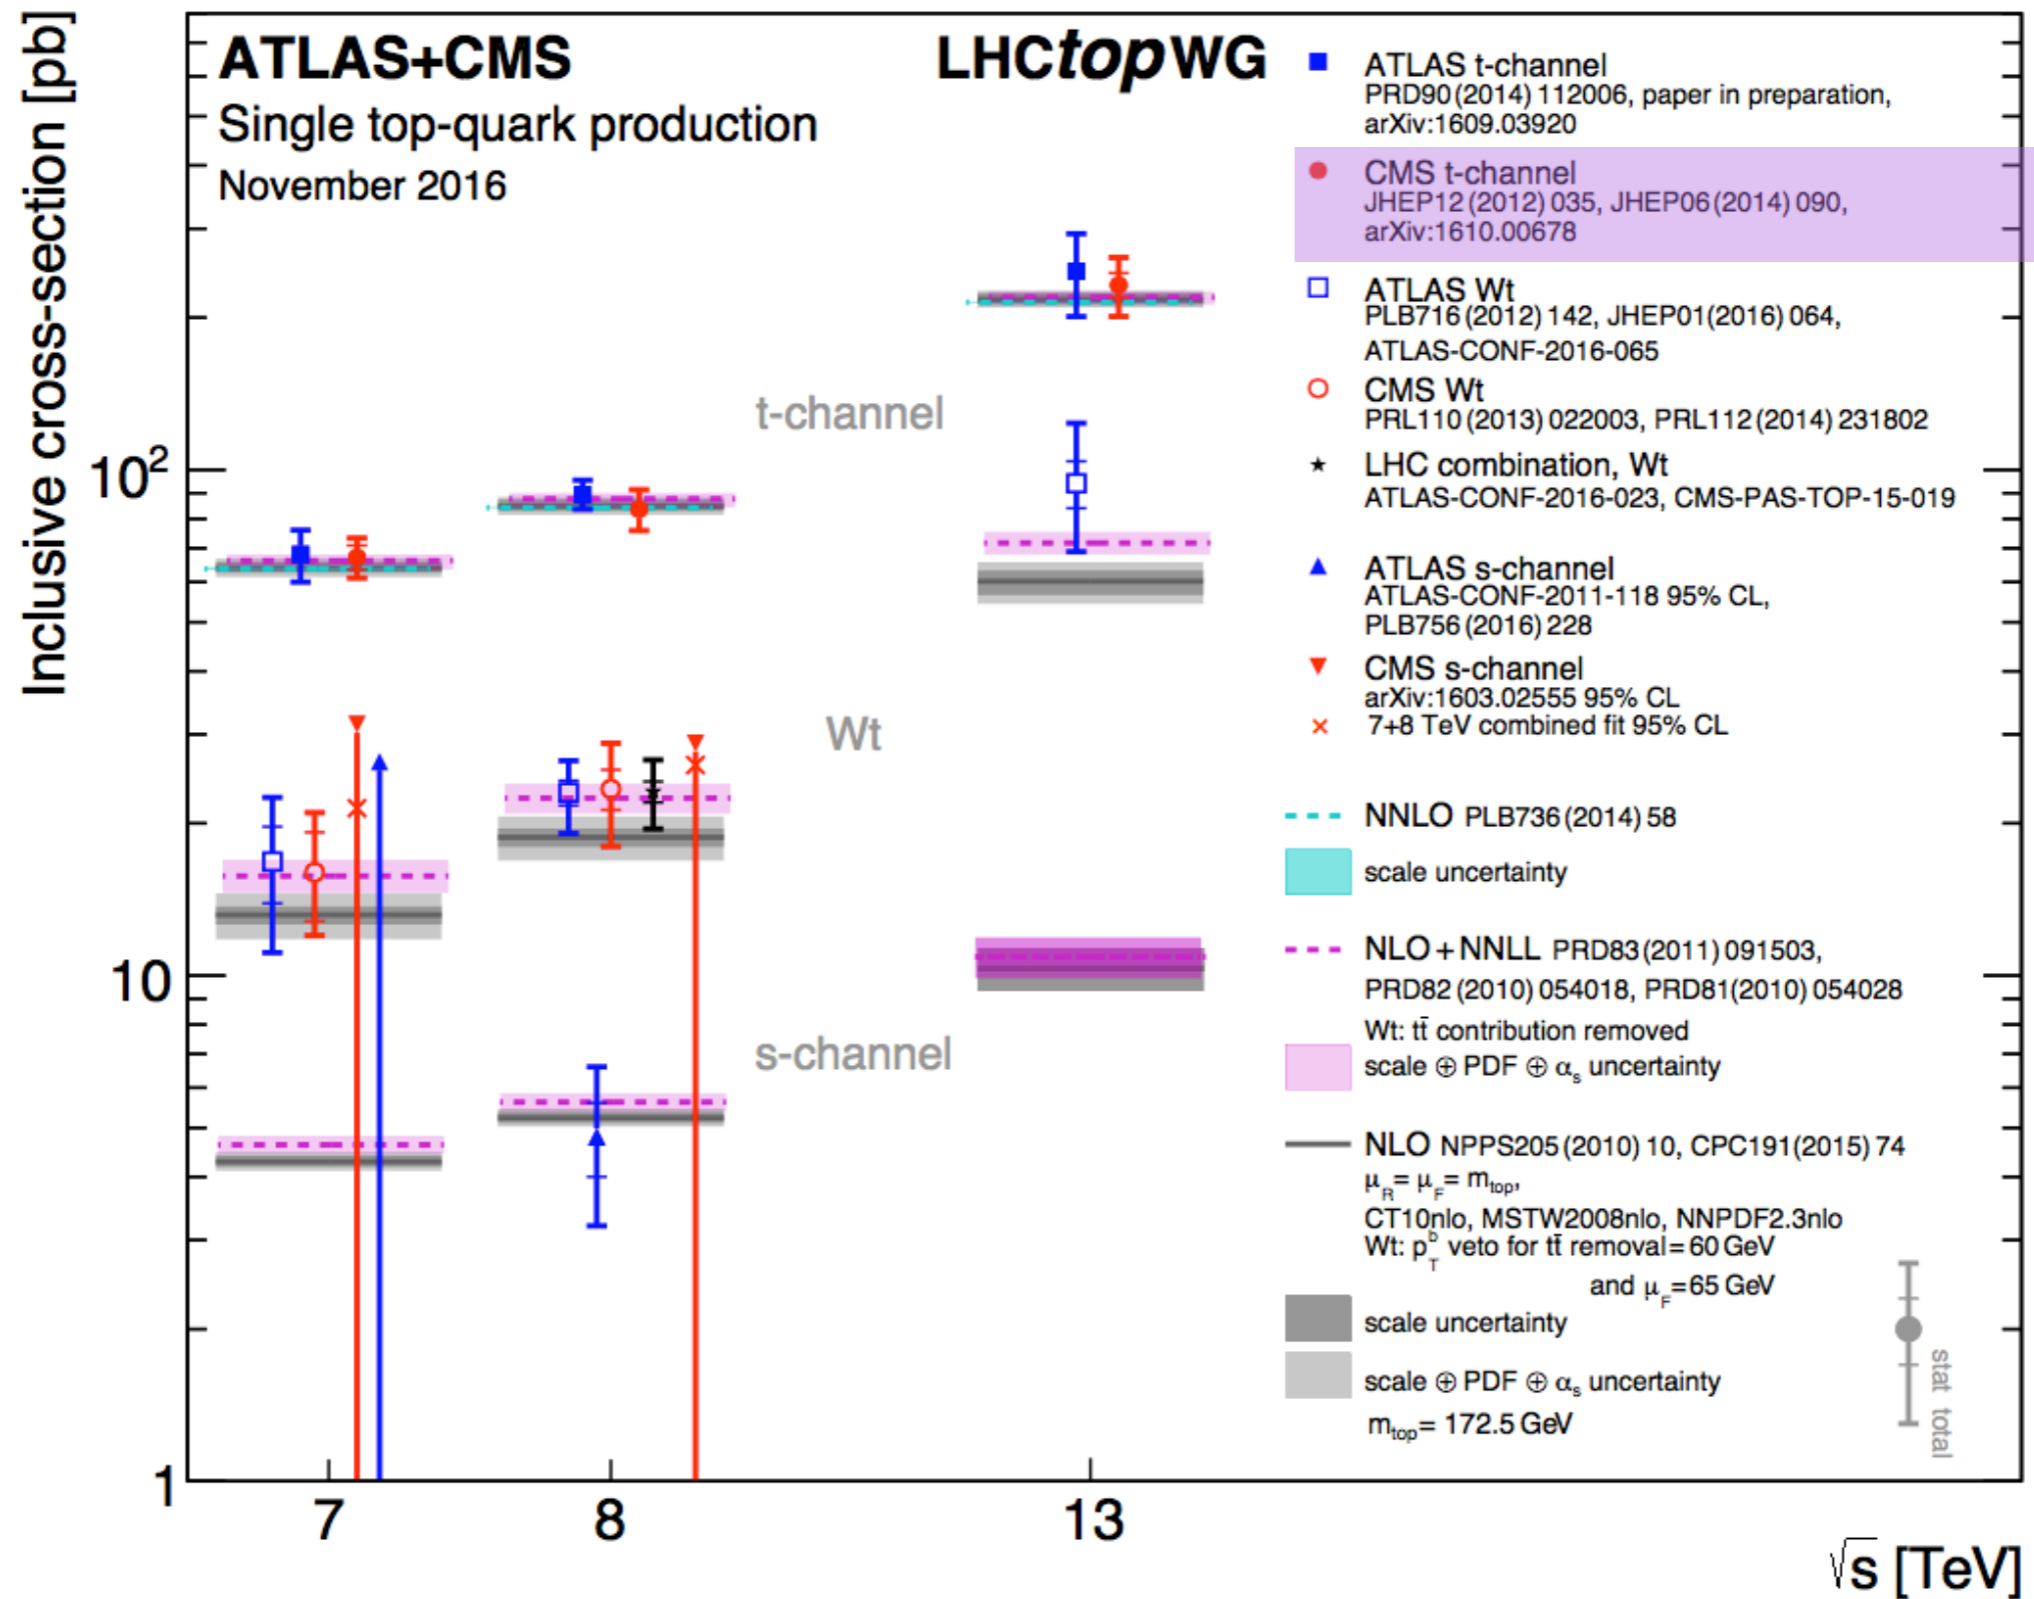 Inclusive cross-section [pb]
ATLAS+CMS
Single top-quark production
November 2016
LHCtopWG
10²
10
1
t-channel
Wt
s-channel
7
8
13
√s [TeV]
ATLAS t-channel
PRD90 (2014) 112006, paper in preparation,
arXiv:1609.03920
CMS t-channel
JHEP12 (2012) 035, JHEP06 (2014) 090,
arXiv:1610.00678
ATLAS Wt
PLB716 (2012) 142, JHEP01(2016) 064,
ATLAS-CONF-2016-065
CMS Wt
PRL110 (2013) 022003, PRL112 (2014) 231802
LHC combination, Wt
ATLAS-CONF-2016-023, CMS-PAS-TOP-15-019
ATLAS s-channel
ATLAS-CONF-2011-118 95% CL,
PLB756 (2016) 228
CMS s-channel
arXiv:1603.02555 95% CL
7+8 TeV combined fit 95% CL
NNLO PLB736 (2014) 58
scale uncertainty
NLO + NNLL PRD83 (2011) 091503,
PRD82 (2010) 054018, PRD81(2010) 054028
Wt: tt̄ contribution removed
scale ⊕ PDF ⊕ αₛ uncertainty
NLO NPPS205 (2010) 10, CPC191(2015) 74
μ_R = μ_F = m_top,
CT10nlo, MSTW2008nlo, NNPDF2.3nlo
Wt: p_T^b veto for tt̄ removal = 60 GeV
and μ_F = 65 GeV
scale uncertainty
scale ⊕ PDF ⊕ αₛ uncertainty
m_top = 172.5 GeV
stat total